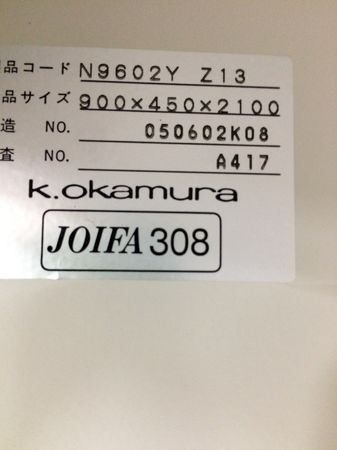 品コード N9602Y Z13
品サイズ 900×450×2100
造 NO. 050602K08
査 NO. A417
k.okamura
JOIFA 308